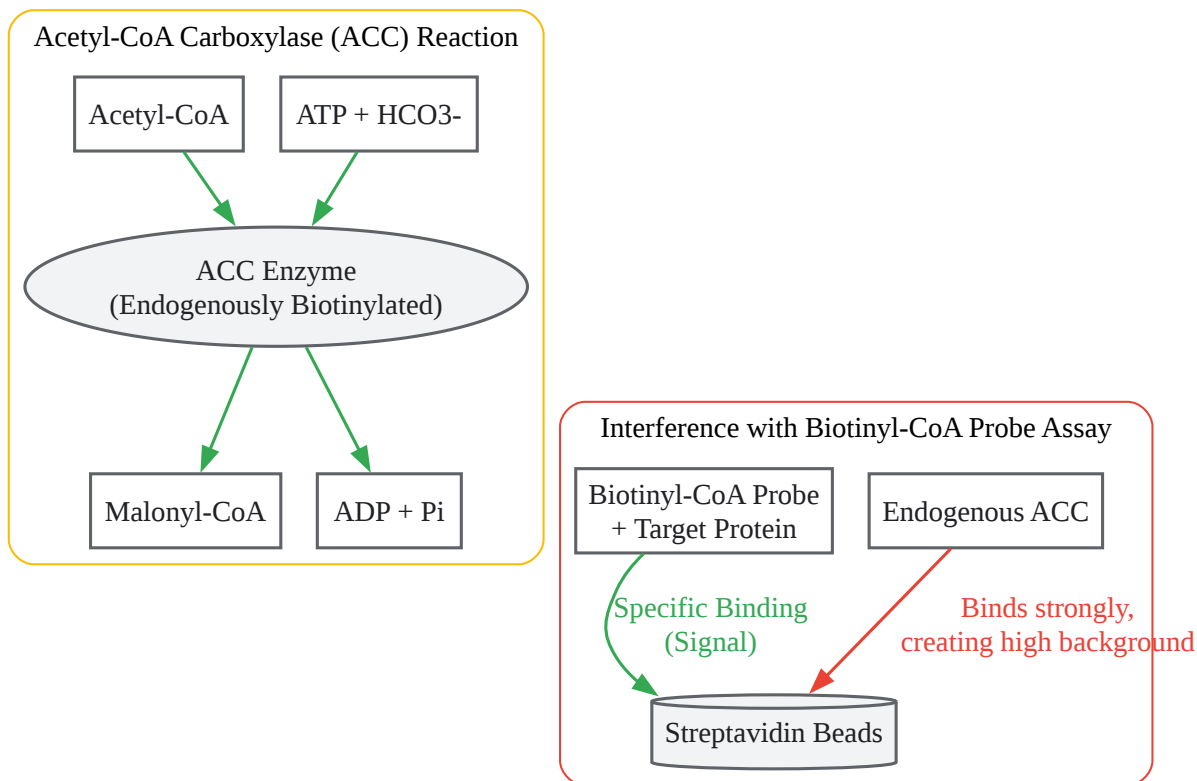 Acetyl-CoA Carboxylase (ACC) Reaction
Acetyl-CoA
ATP + HCO3-
ACC Enzyme
(Endogenously Biotinylated)
Malonyl-CoA
ADP + Pi
Interference with Biotinyl-CoA Probe Assay
Biotinyl-CoA Probe
+ Target Protein
Endogenous ACC
Specific Binding
(Signal)
Binds strongly,
creating high background
Streptavidin Beads